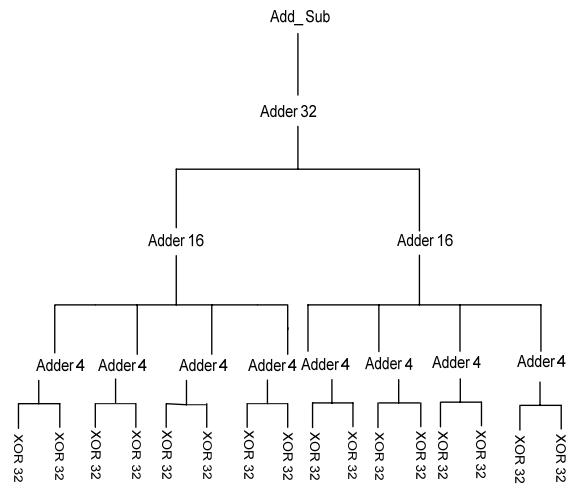 Add_Sub
Adder 32
Adder 16 Adder 16
Adder 4 Adder 4 Adder 4 Adder 4 Adder 4 Adder 4 Adder 4 Adder 4
XOR 32 XOR 32 XOR 32 XOR 32 XOR 32 XOR 32 XOR 32 XOR 32 XOR 32 XOR 32 XOR 32 XOR 32 XOR 32 XOR 32 XOR 32 XOR 32